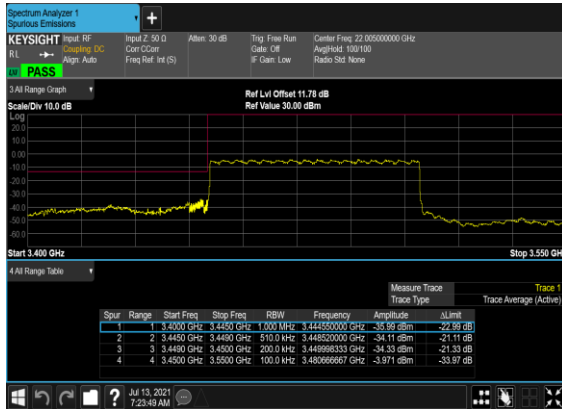 Spectrum Analyzer 1
Spurious Emissions
KEYSIGHT Input: RF Input Z: 50 Ω Atten: 30 dB Trig: Free Run Center Freq: 22.005000000 GHz
RL Coupling: DC Corr CCorr Gate: Off Avg|Hold: 100/100
Align: Auto Freq Ref: Int (S) IF Gain: Low Radio Std: None
LV PASS
3 All Range Graph
Ref Lvl Offset 11.78 dB
Scale/Div 10.0 dB Ref Value 30.00 dBm
Log
20.0
10.0
0.00
-10.0
-20.0
-30.0
-40.0
-50.0
-60.0
Start 3.400 GHz Stop 3.550 GH
4 All Range Table
Measure Trace Trace 1
Trace Type Trace Average (Active)
Spur Range Start Freq Stop Freq RBW Frequency Amplitude ΔLimit
1 1 3.4000 GHz 3.4450 GHz 1.000 MHz 3.444550000 GHz -35.99 dBm -22.99 dB
2 2 3.4450 GHz 3.4490 GHz 510.0 kHz 3.448520000 GHz -34.11 dBm -21.11 dB
3 3 3.4490 GHz 3.4500 GHz 200.0 kHz 3.449998333 GHz -34.33 dBm -21.33 dB
4 4 3.4500 GHz 3.5500 GHz 100.0 kHz 3.480666667 GHz -3.971 dBm -33.97 dB
Jul 13, 2021
7:23:49 AM